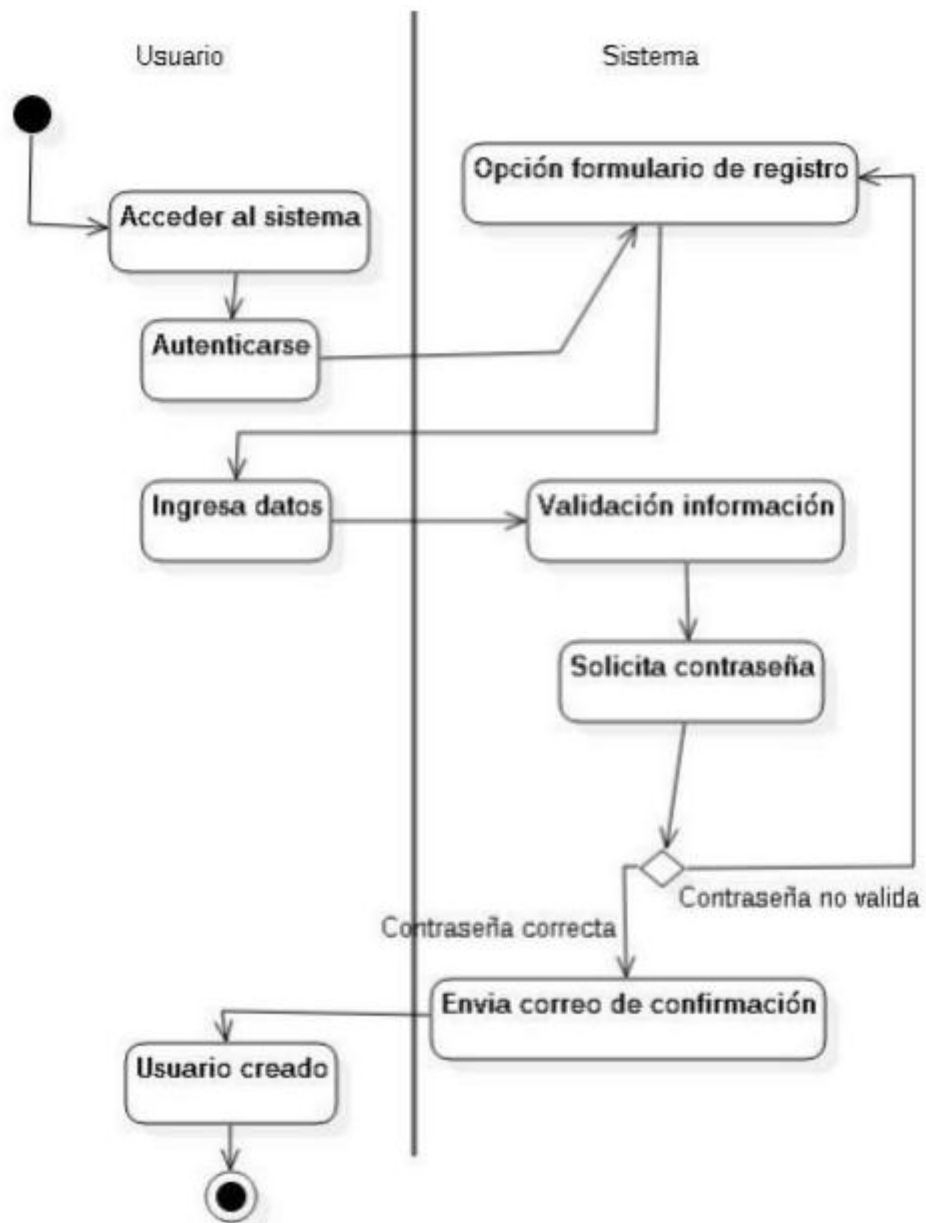 Usuario
Sistema
Opción formulario de registro
Acceder al sistema
Autenticarse
Ingresa datos
Validación información
Solicita contraseña
Contraseña no valida
Contraseña correcta
Envia correo de confirmación
Usuario creado